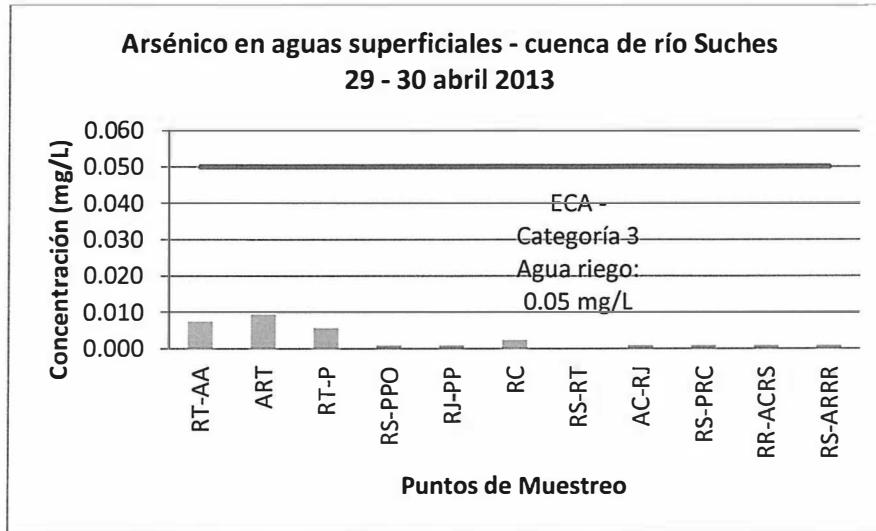 Arsénico en aguas superficiales - cuenca de río Suches
29 - 30 abril 2013
Concentración (mg/L)
0.060
0.050
0.040
0.030
0.020
0.010
0.000
ECA -
Categoría 3
Agua riego:
0.05 mg/L
RT-AA
ART
RT-P
RS-PPO
RJ-PP
RC
RS-RT
AC-RJ
RS-PRC
RR-ACRS
RS-ARRR
Puntos de Muestreo